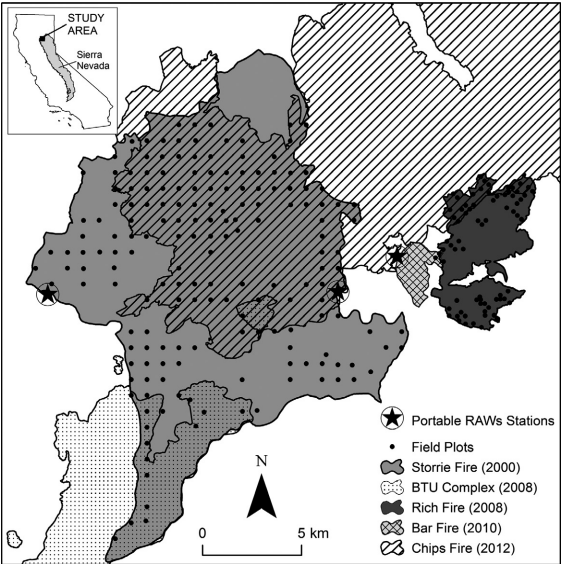 STUDY
AREA
Sierra
Nevada
Portable RAWs Stations
Field Plots
Storrie Fire (2000)
BTU Complex (2008)
Rich Fire (2008)
Bar Fire (2010)
Chips Fire (2012)
N
0 5 km